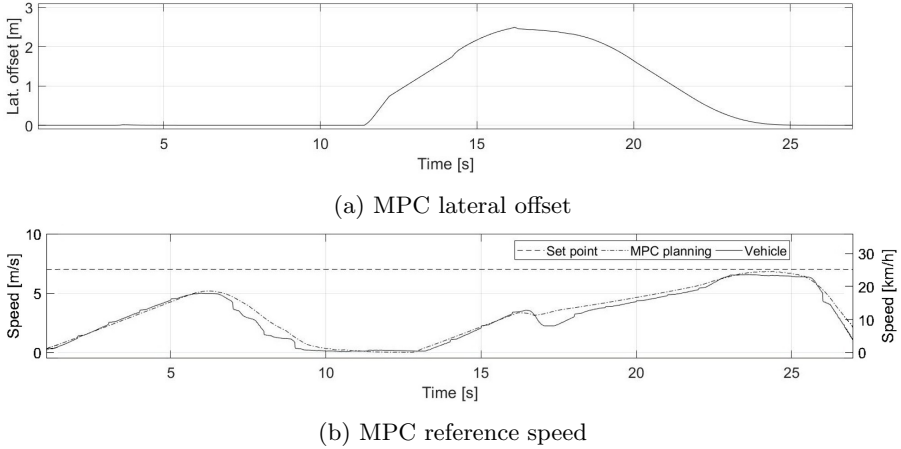 3
2
1
0
Lat. offset [m]
5 10 15 20 25
Time [s]
(a) MPC lateral offset
10
5
0
Speed [m/s]
Set point MPC planning Vehicle
30
20
10
0
Speed [km/h]
5 10 15 20 25
Time [s]
(b) MPC reference speed